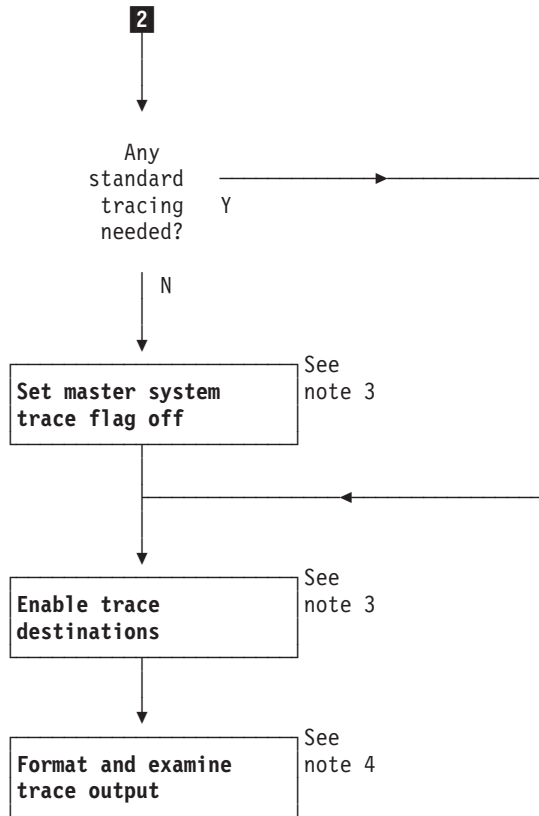 2
Any
standard
tracing Y
needed?
N
Set master system
trace flag off
See
note 3
Enable trace
destinations
See
note 3
Format and examine
trace output
See
note 4